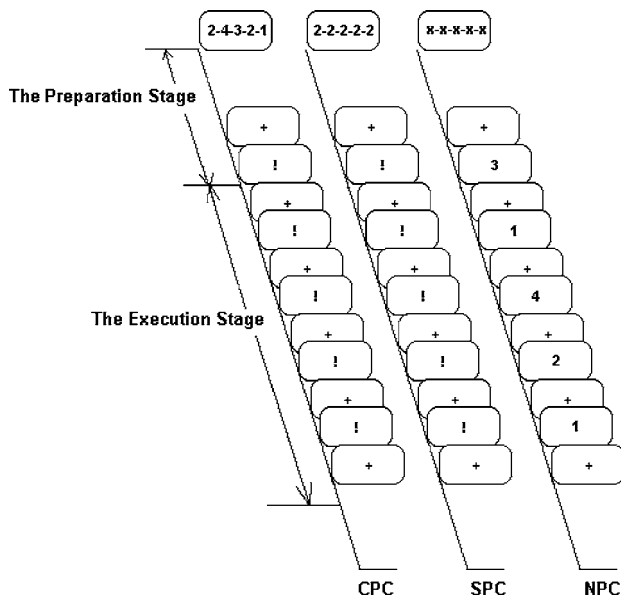 2-4-3-2-1 2-2-2-2-2 x-x-x-x-x
The Preparation Stage
+ + +
! ! 3
+ + +
! ! 1
+ + +
! ! 4
The Execution Stage
+ + +
! ! 2
+ + +
! ! 1
+ + +
CPC SPC NPC